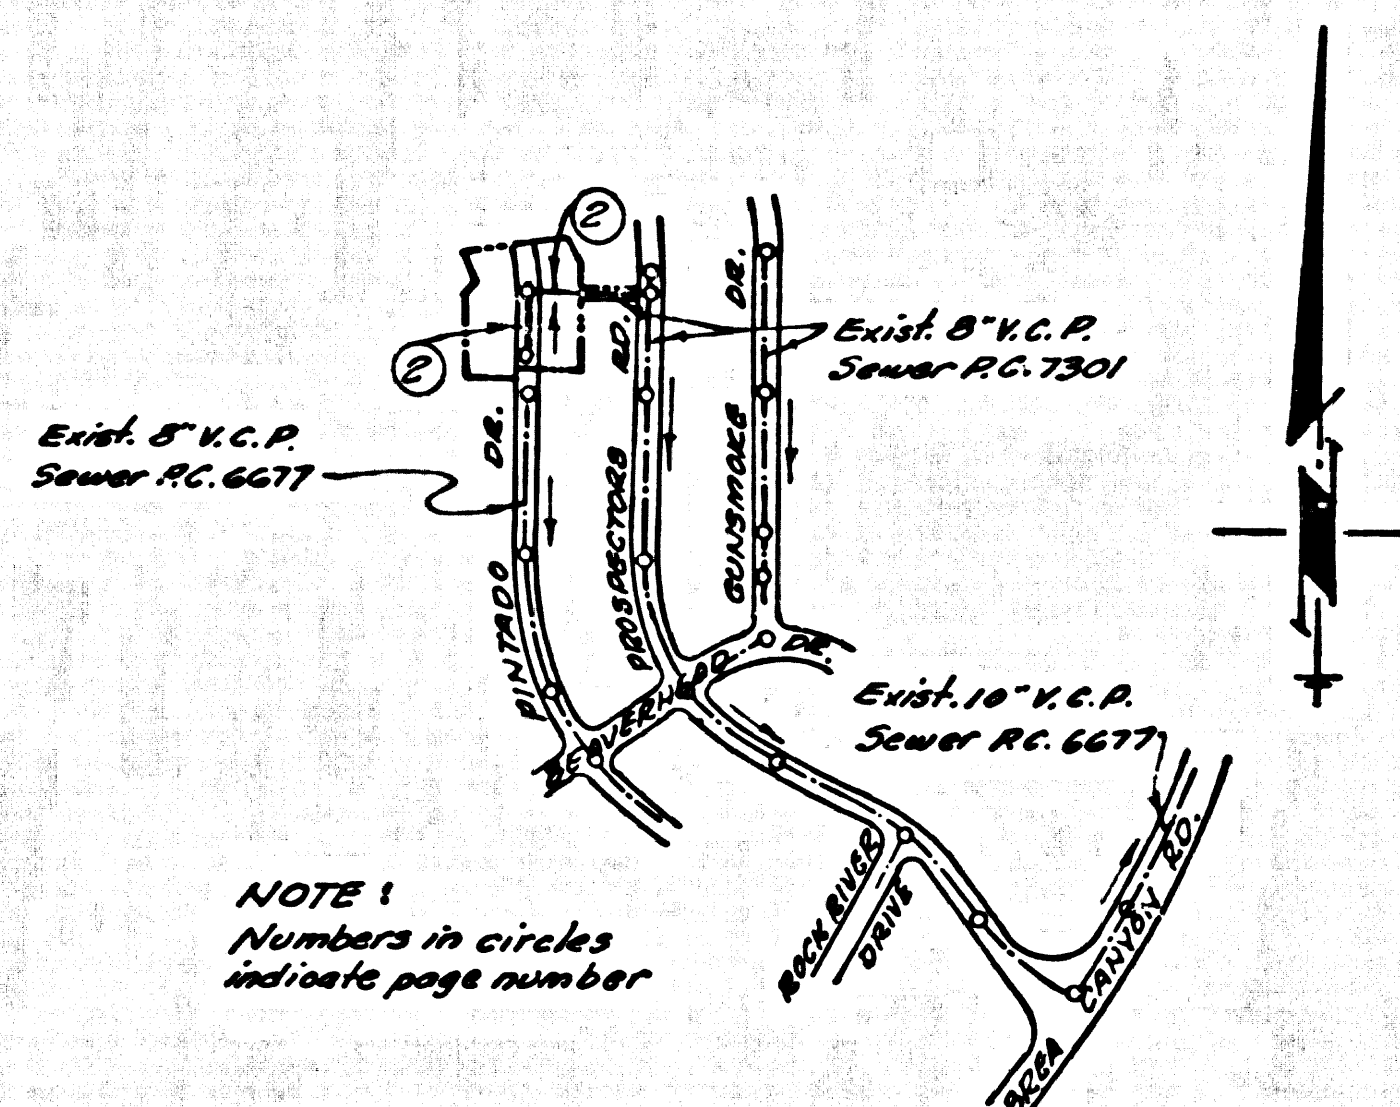 2
DR.
Exist. 8" V.C.P.
Sewer P.C. 7301
RD.
2
Exist. 8" V.C.P.
Sewer P.C. 6677
DR.
GUNSMOKE
PROSPECTORS
PINTADO
BEAVERHEAD DR.
Exist. 10" V.C.P.
Sewer P.C. 6677
ROCK RIVER
DRIVE
BREA
CANYON RD.
NOTE:
Numbers in circles
indicate page number
N.